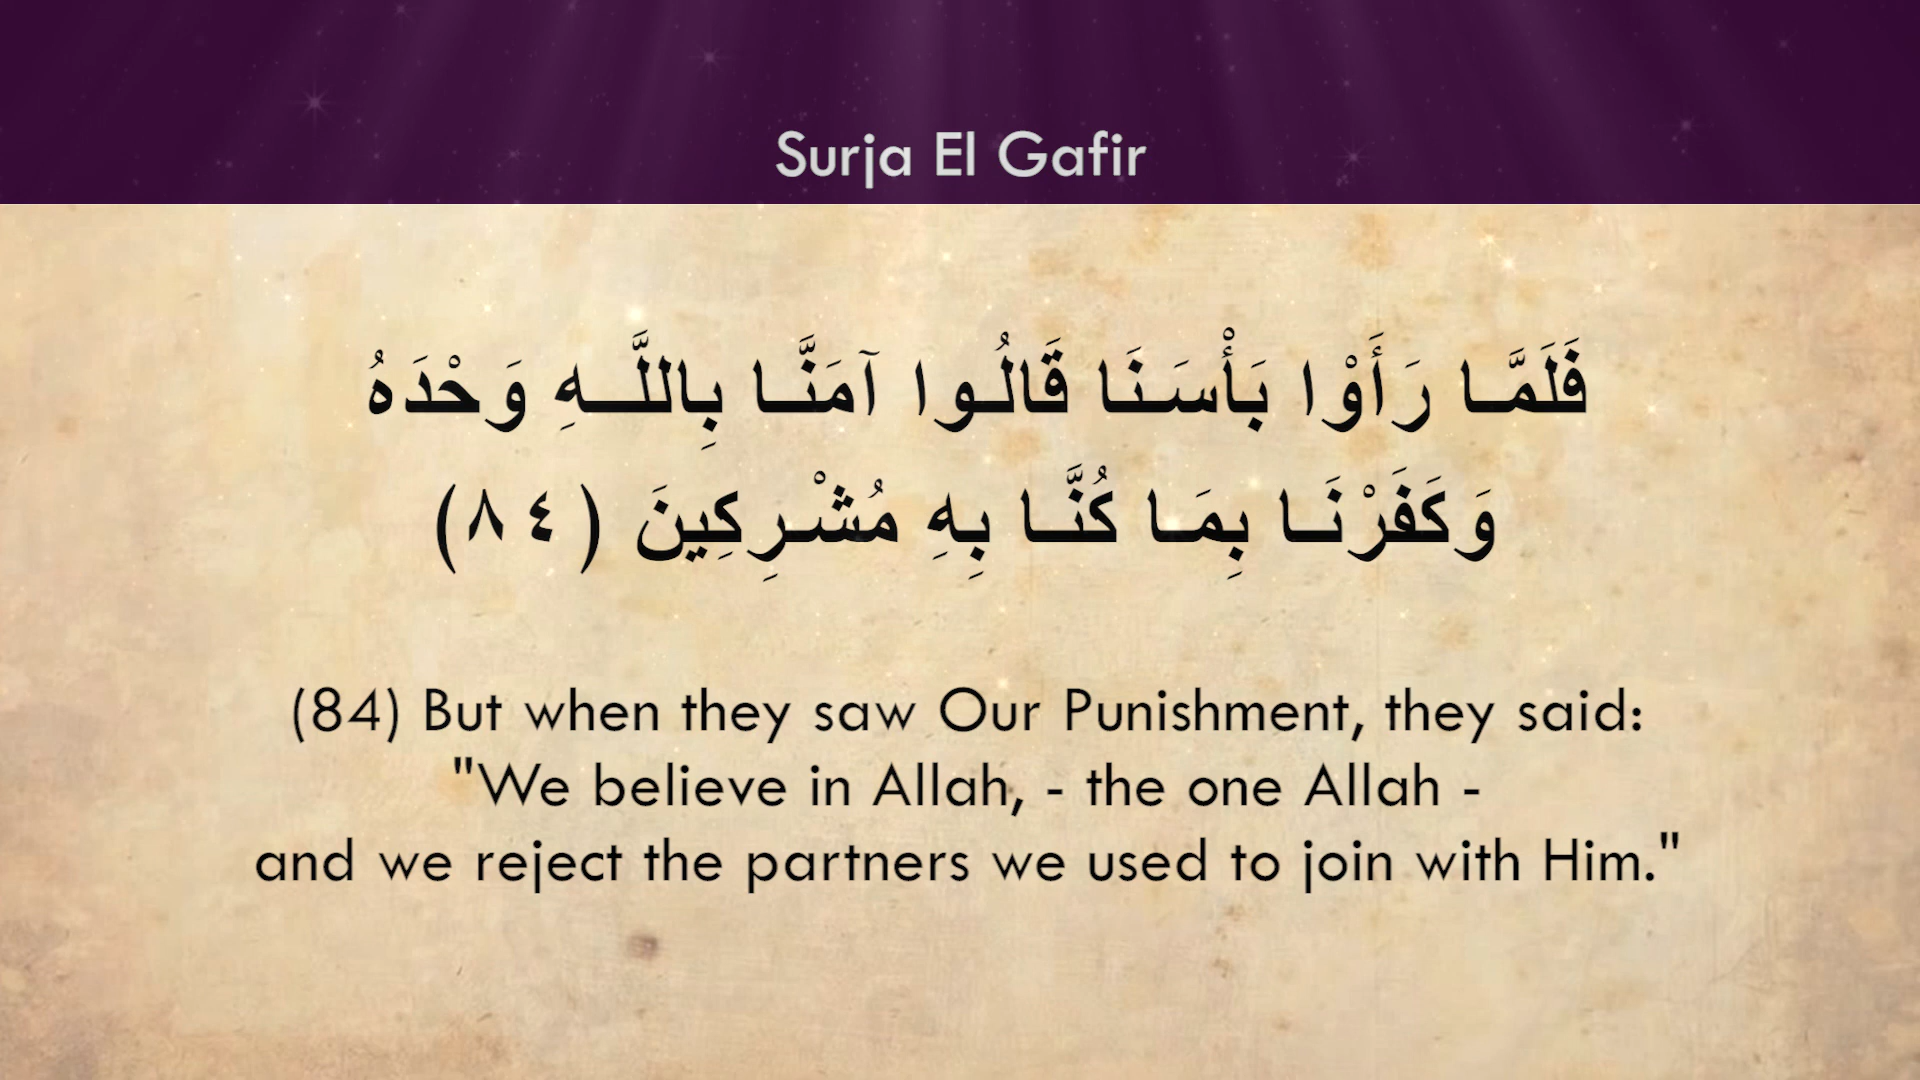 Surja El Gafir
فَلَمَّا رَأَوْا بَأْسَنَا قَالُوا آمَنَّا بِاللَّهِ وَحْدَهُ
وَكَفَرْنَا بِمَا كُنَّا بِهِ مُشْرِكِينَ (٨٤)
(84) But when they saw Our Punishment, they said:
"We believe in Allah, - the one Allah -
and we reject the partners we used to join with Him."